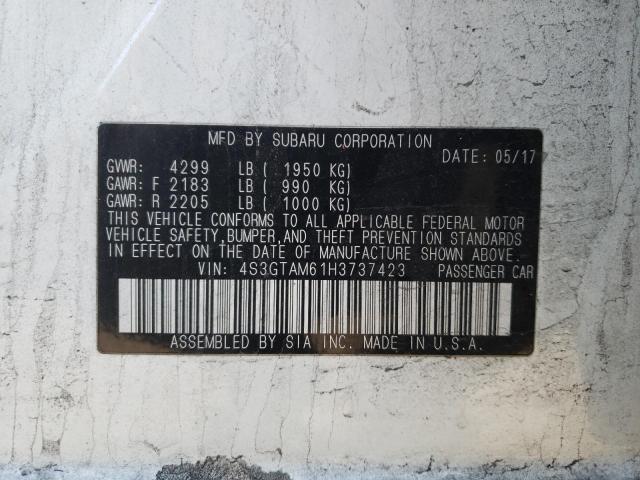 MFD BY SUBARU CORPORATION
DATE: 05/17
GVWR: 4299 LB ( 1950 KG)
GAWR: F 2183 LB ( 990 KG)
GAWR: R 2205 LB ( 1000 KG)
THIS VEHICLE CONFORMS TO ALL APPLICABLE FEDERAL MOTOR
VEHICLE SAFETY, BUMPER, AND THEFT PREVENTION STANDARDS
IN EFFECT ON THE DATE OF MANUFACTURE SHOWN ABOVE.
VIN: 4S3GTAM61H3737423 PASSENGER CAR
ASSEMBLED BY SIA INC. MADE IN U.S.A.